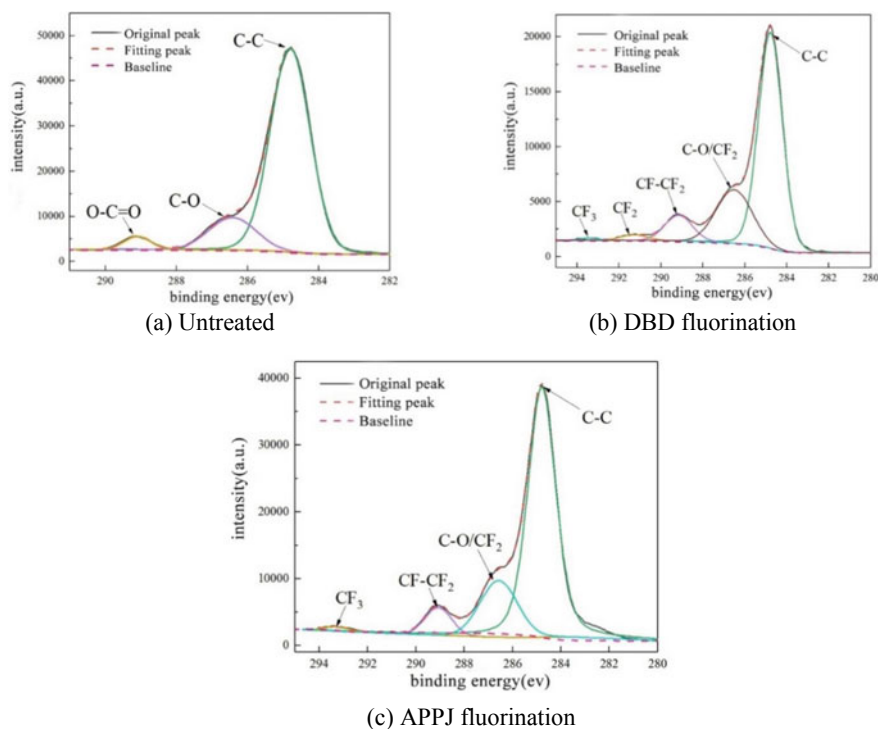 50000
40000
30000
20000
10000
0
intensity(a.u.)
Original peak
Fitting peak
Baseline
C-C
C-O
O-C=O
290
288
286
284
282
binding energy(ev)
(a) Untreated
20000
15000
10000
5000
0
intensity(a.u.)
Original peak
Fitting peak
Baseline
C-C
C-O/CF₂
CF-CF₂
CF₂
CF₃
294
292
290
288
286
284
282
280
binding energy(ev)
(b) DBD fluorination
40000
30000
20000
10000
0
intensity(a.u.)
Original peak
Fitting peak
Baseline
C-C
C-O/CF₂
CF-CF₂
CF₃
294
292
290
288
286
284
282
280
binding energy(ev)
(c) APPJ fluorination